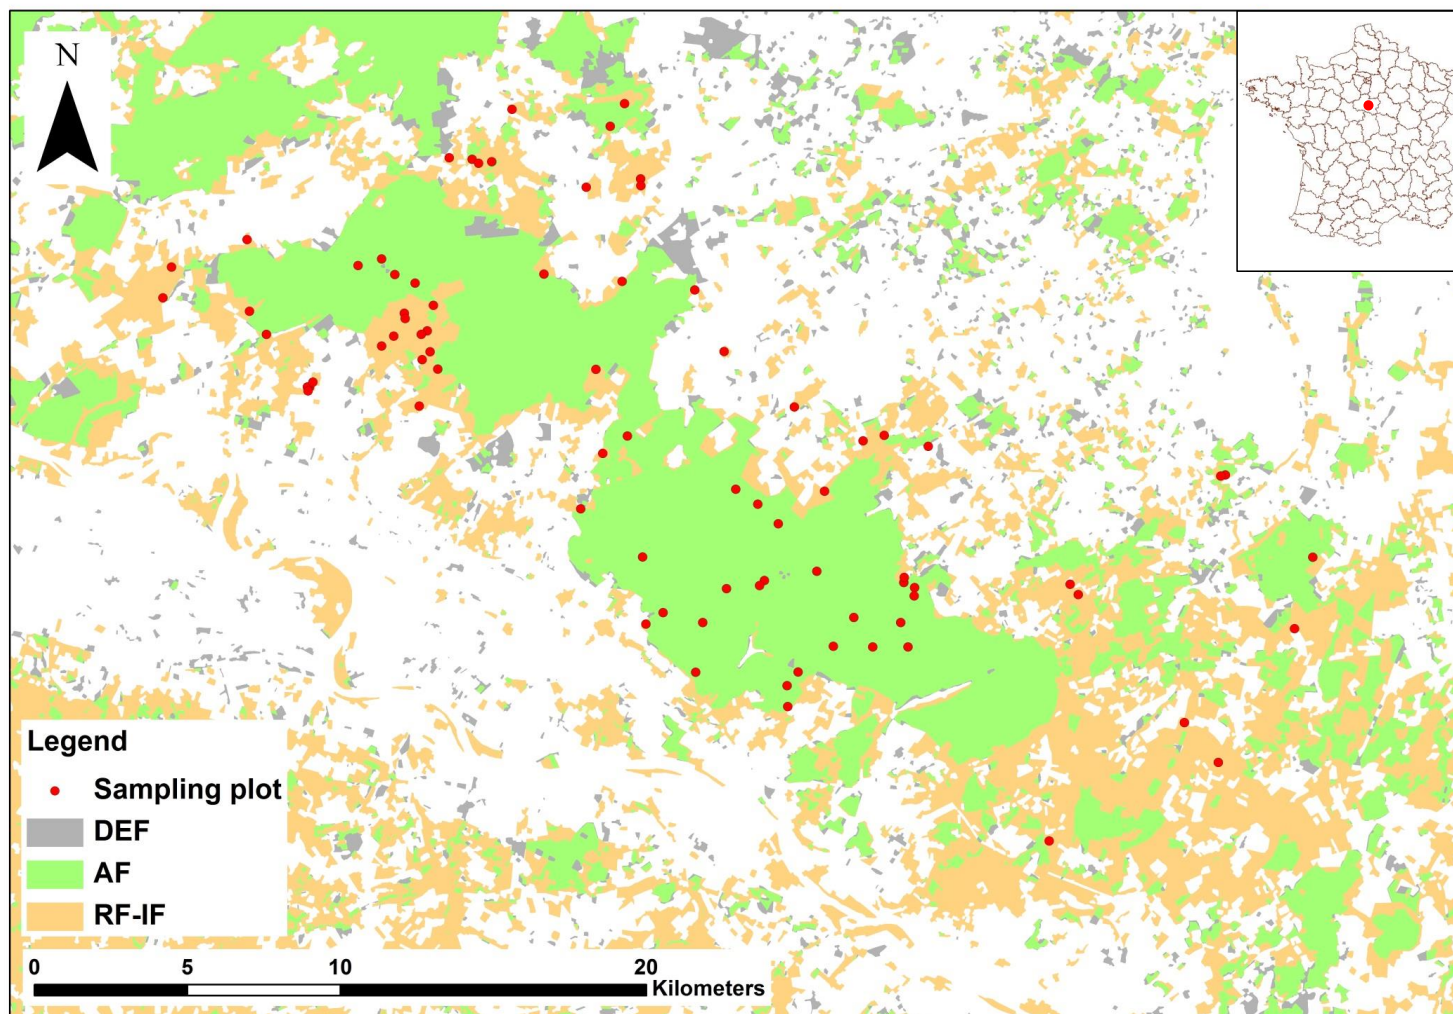 N
Legend
Sampling plot
DEF
AF
RF-IF
0 5 10 20
Kilometers